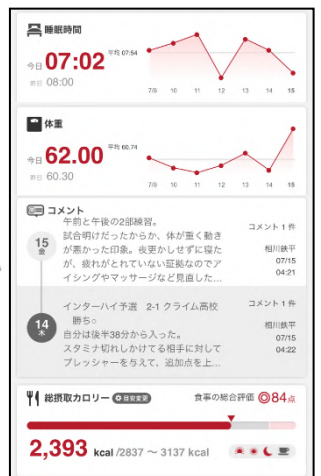 睡眠時間
今日 07:02 平均 07:54
昨日 08:00
7/9 10 11 12 13 14 15
体重
今日 62.00 平均 60.74
昨日 60.30
7/9 10 11 12 13 14 15
コメント
15
金
午前と午後の2部練習。
試合明けだったからか、体が重く動き
が悪かった印象。夜更かしせずに寝た
が、疲れがとれていない証拠なのでア
イシングやマッサージなど見直した...
コメント 1 件
相川鉄平
07/15
04:21
14
木
インターハイ予選 2-1 クライム高校
勝ち○
自分は後半38分から入った。
スタミナ切れしかけてる相手に対して
プレッシャーを与えて、追加点を上...
コメント 1 件
相川鉄平
07/15
04:22
総摂取カロリー 目安変更 食事の総合評価 ◎84点
2,393 kcal /2837 〜 3137 kcal